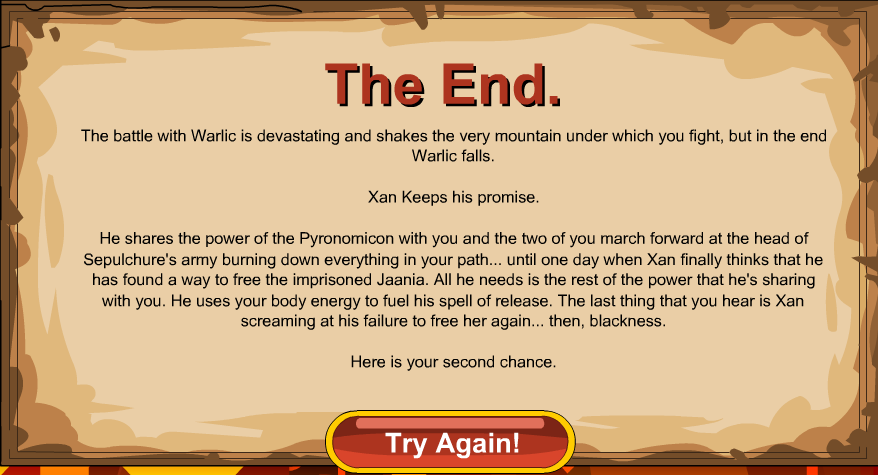 The End.
The battle with Warlic is devastating and shakes the very mountain under which you fight, but in the end
Warlic falls.
Xan Keeps his promise.
He shares the power of the Pyronomicon with you and the two of you march forward at the head of
Sepulchure's army burning down everything in your path... until one day when Xan finally thinks that he
has found a way to free the imprisoned Jaania. All he needs is the rest of the power that he's sharing
with you. He uses your body energy to fuel his spell of release. The last thing that you hear is Xan
screaming at his failure to free her again... then, blackness.
Here is your second chance.
Try Again!